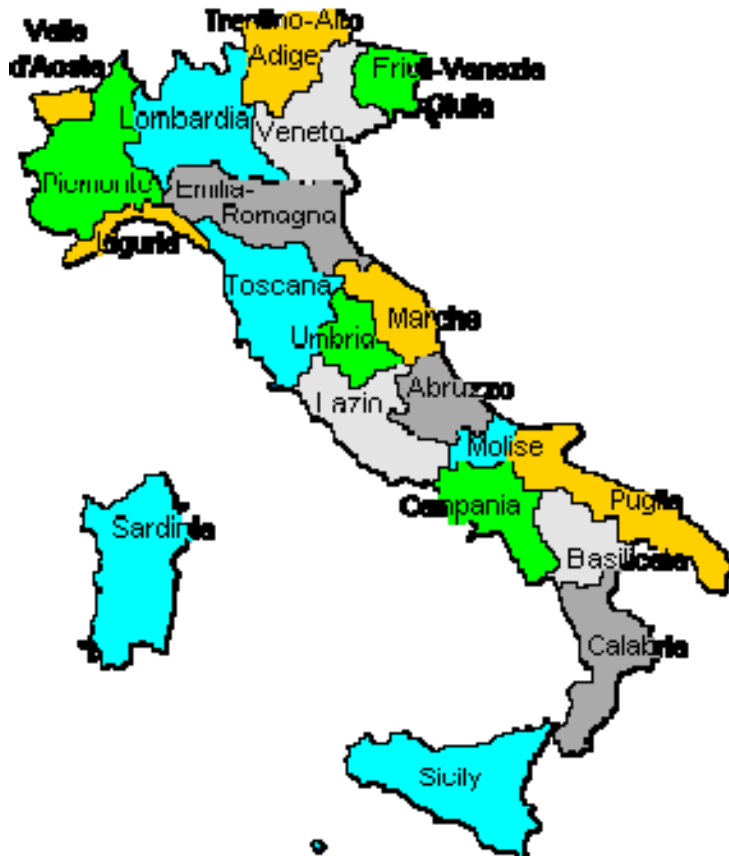 Valle
d'Aosta
Trentino-Alto
Adige
Friuli-Venezia
Giulia
Lombardia
Veneto
Piemonte
Emilia-
Romagna
Liguria
Toscana
Marche
Umbria
Abruzzo
Lazio
Molise
Campania
Puglia
Sardinia
Basilicata
Calabria
Sicily